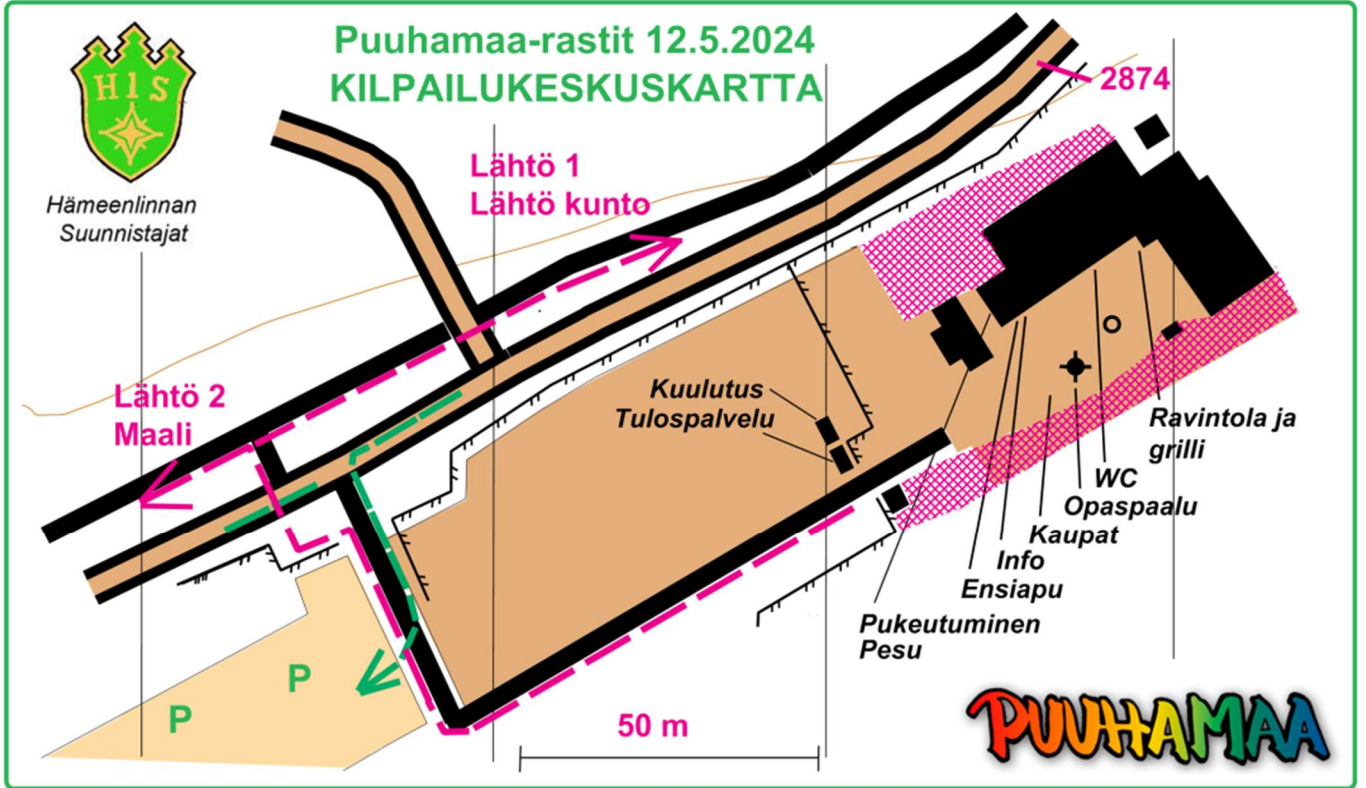 Puuhamaa-rastit 12.5.2024
KILPAILUKESKUSKARTTA
H1S
Hämeenlinnan
Suunnistajat
2874
Lähtö 1
Lähtö kunto
Lähtö 2
Maali
Kuulutus
Tulospalvelu
Ravintola ja
grilli
WC
Opaspaalu
Kaupat
Info
Ensiapu
Pukeutuminen
Pesu
P
P
50 m
PUUHAMAA